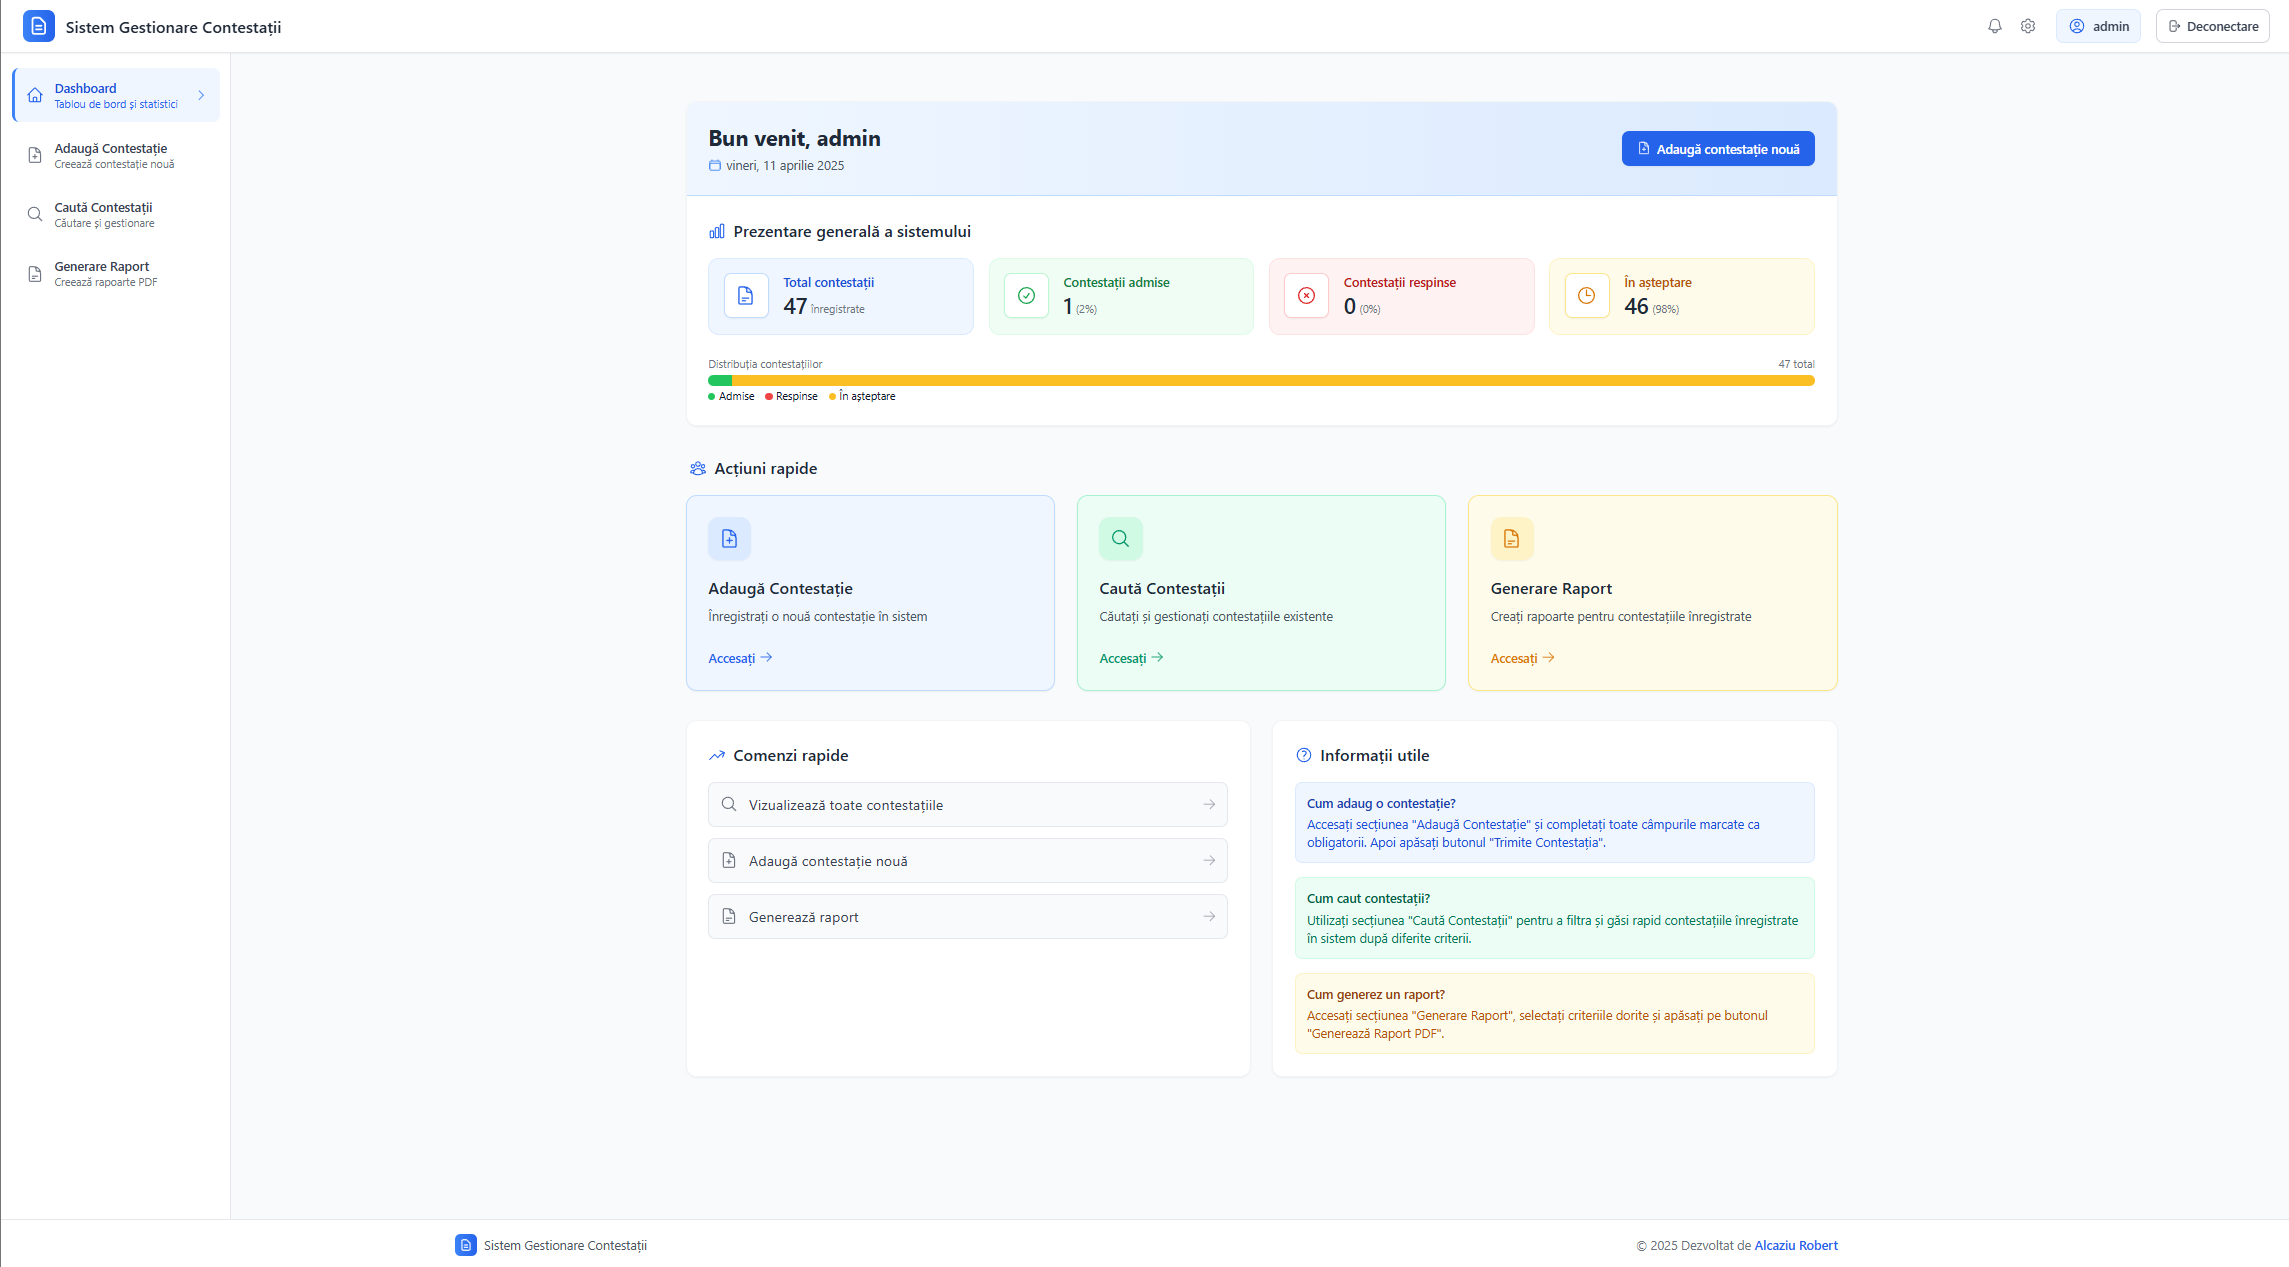 Sistem Gestionare Contestații
admin
Deconectare
Dashboard
Tablou de bord și statistici
Adaugă Contestație
Creează contestație nouă
Caută Contestații
Căutare și gestionare
Generare Raport
Creează rapoarte PDF
Bun venit, admin
vineri, 11 aprilie 2025
Adaugă contestație nouă
Prezentare generală a sistemului
Total contestații
47 înregistrate
Contestații admise
1 (2%)
Contestații respinse
0 (0%)
În așteptare
46 (98%)
Distribuția contestațiilor
47 total
Admise
Respinse
În așteptare
Acțiuni rapide
Adaugă Contestație
Înregistrați o nouă contestație în sistem
Accesați
Caută Contestații
Căutați și gestionați contestațiile existente
Accesați
Generare Raport
Creați rapoarte pentru contestațiile înregistrate
Accesați
Comenzi rapide
Vizualizează toate contestațiile
Adaugă contestație nouă
Generează raport
Informații utile
Cum adaug o contestație?
Accesați secțiunea "Adaugă Contestație" și completați toate câmpurile marcate ca
obligatorii. Apoi apăsați butonul "Trimite Contestația".
Cum caut contestații?
Utilizați secțiunea "Caută Contestații" pentru a filtra și găsi rapid contestațiile înregistrate
în sistem după diferite criterii.
Cum generez un raport?
Accesați secțiunea "Generare Raport", selectați criteriile dorite și apăsați pe butonul
"Generează Raport PDF".
Sistem Gestionare Contestații
© 2025 Dezvoltat de Alcaziu Robert